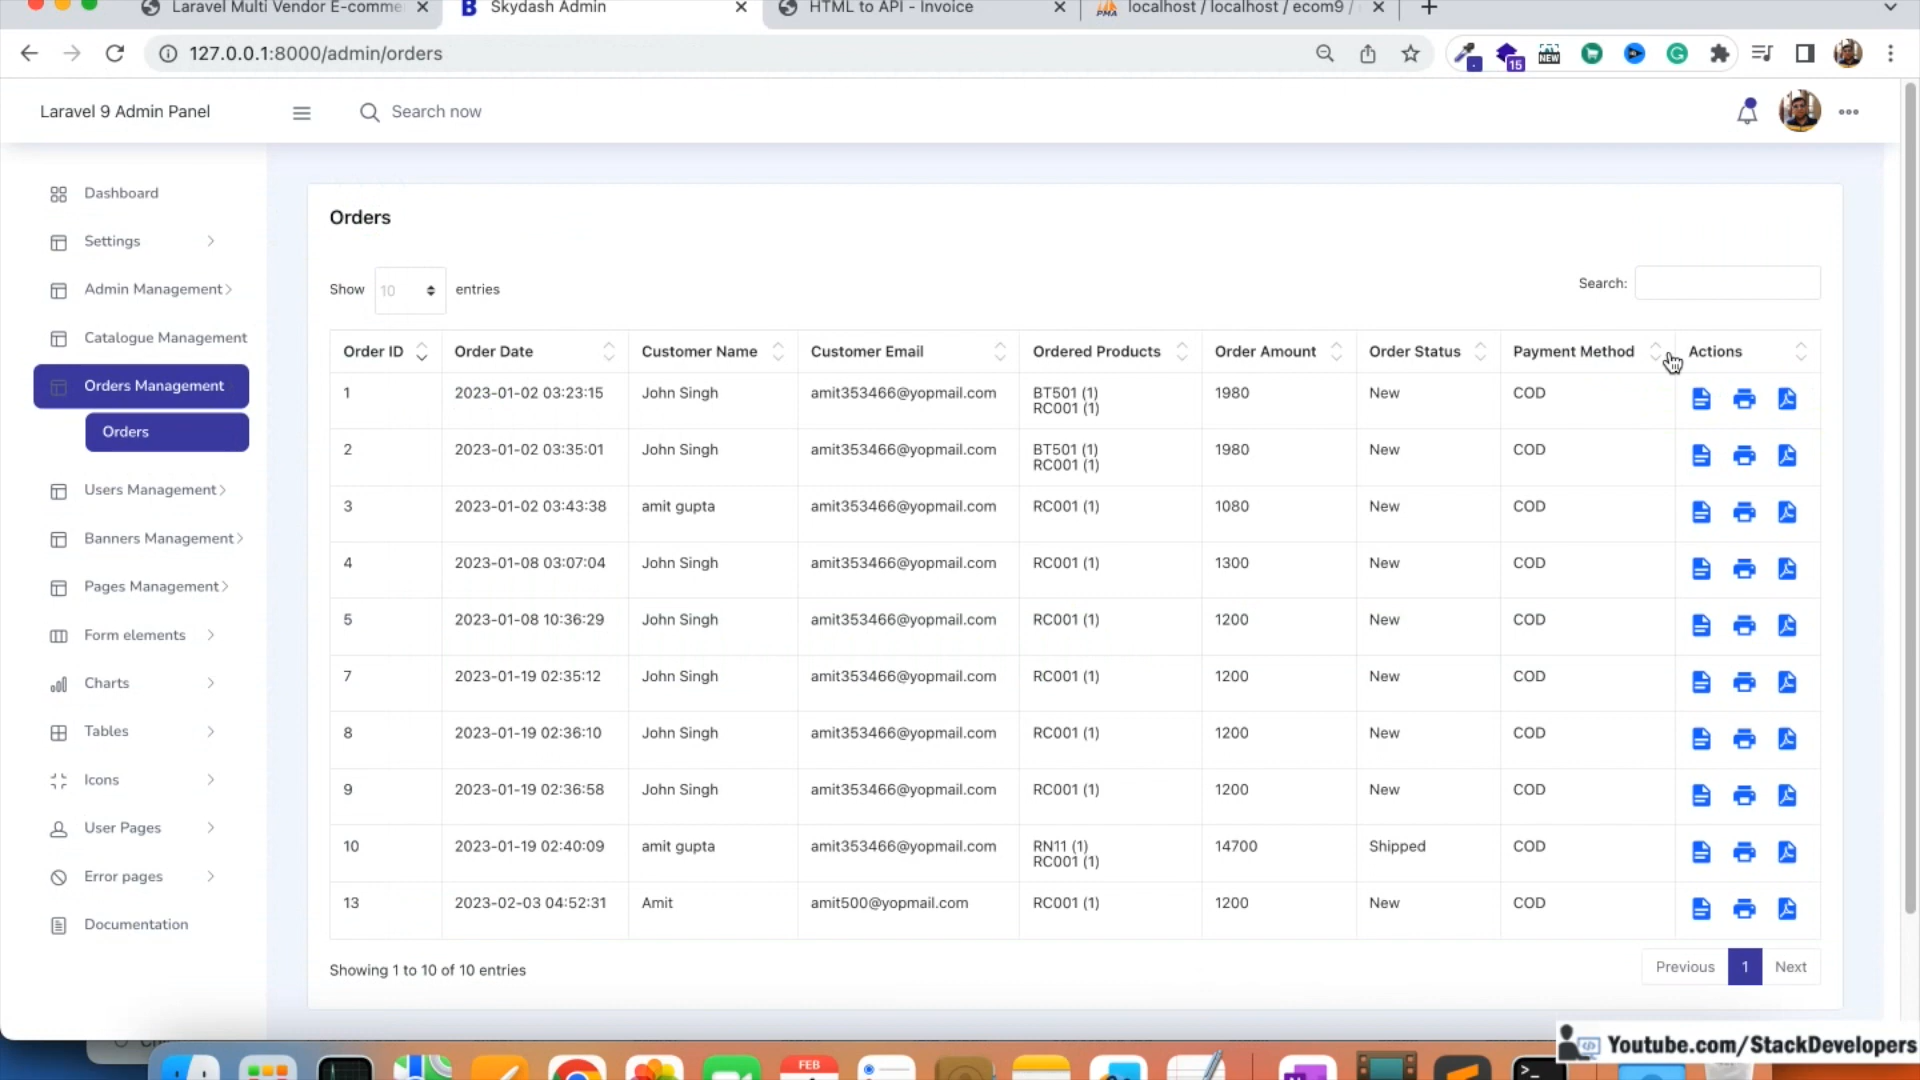 Laravel Multi Vendor E-comme
Skydash Admin
HTML to API - Invoice
localhost / localhost / ecom9 /
127.0.0.1:8000/admin/orders
15
NEW
Laravel 9 Admin Panel
Search now
Dashboard
Settings
Admin Management
Catalogue Management
Orders Management
Orders
Users Management
Banners Management
Pages Management
Form elements
Charts
Tables
Icons
User Pages
Error pages
Documentation
Orders
Show 10 entries
Search:
Order ID Order Date Customer Name Customer Email Ordered Products Order Amount Order Status Payment Method Actions
1 2023-01-02 03:23:15 John Singh amit353466@yopmail.com BT501 (1) 1980 New COD
RC001 (1)
2 2023-01-02 03:35:01 John Singh amit353466@yopmail.com BT501 (1) 1980 New COD
RC001 (1)
3 2023-01-02 03:43:38 amit gupta amit353466@yopmail.com RC001 (1) 1080 New COD
4 2023-01-08 03:07:04 John Singh amit353466@yopmail.com RC001 (1) 1300 New COD
5 2023-01-08 10:36:29 John Singh amit353466@yopmail.com RC001 (1) 1200 New COD
7 2023-01-19 02:35:12 John Singh amit353466@yopmail.com RC001 (1) 1200 New COD
8 2023-01-19 02:36:10 John Singh amit353466@yopmail.com RC001 (1) 1200 New COD
9 2023-01-19 02:36:58 John Singh amit353466@yopmail.com RC001 (1) 1200 New COD
10 2023-01-19 02:40:09 amit gupta amit353466@yopmail.com RN11 (1) 14700 Shipped COD
RC001 (1)
13 2023-02-03 04:52:31 Amit amit500@yopmail.com RC001 (1) 1200 New COD
Showing 1 to 10 of 10 entries
Previous 1 Next
Youtube.com/StackDevelopers
FEB